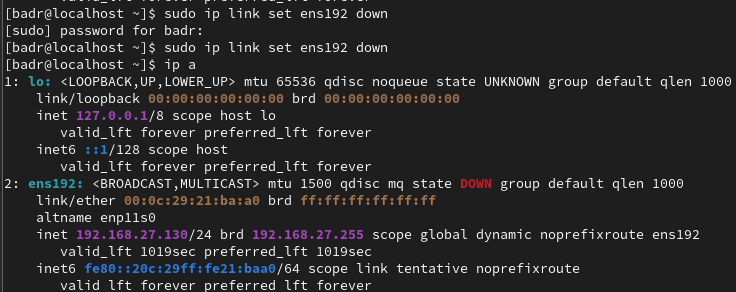 valid_lft forever preferred_lft forever
[badr@localhost ~]$ sudo ip link set ens192 down
[sudo] password for badr:
[badr@localhost ~]$ sudo ip link set ens192 down
[badr@localhost ~]$ ip a
1: lo: <LOOPBACK,UP,LOWER_UP> mtu 65536 qdisc noqueue state UNKNOWN group default qlen 1000
link/loopback 00:00:00:00:00:00 brd 00:00:00:00:00:00
inet 127.0.0.1/8 scope host lo
valid_lft forever preferred_lft forever
inet6 ::1/128 scope host
valid_lft forever preferred_lft forever
2: ens192: <BROADCAST,MULTICAST> mtu 1500 qdisc mq state DOWN group default qlen 1000
link/ether 00:0c:29:21:ba:a0 brd ff:ff:ff:ff:ff:ff
altname enp11s0
inet 192.168.27.130/24 brd 192.168.27.255 scope global dynamic noprefixroute ens192
valid_lft 1019sec preferred_lft 1019sec
inet6 fe80::20c:29ff:fe21:baa0/64 scope link tentative noprefixroute
valid_lft forever preferred_lft forever